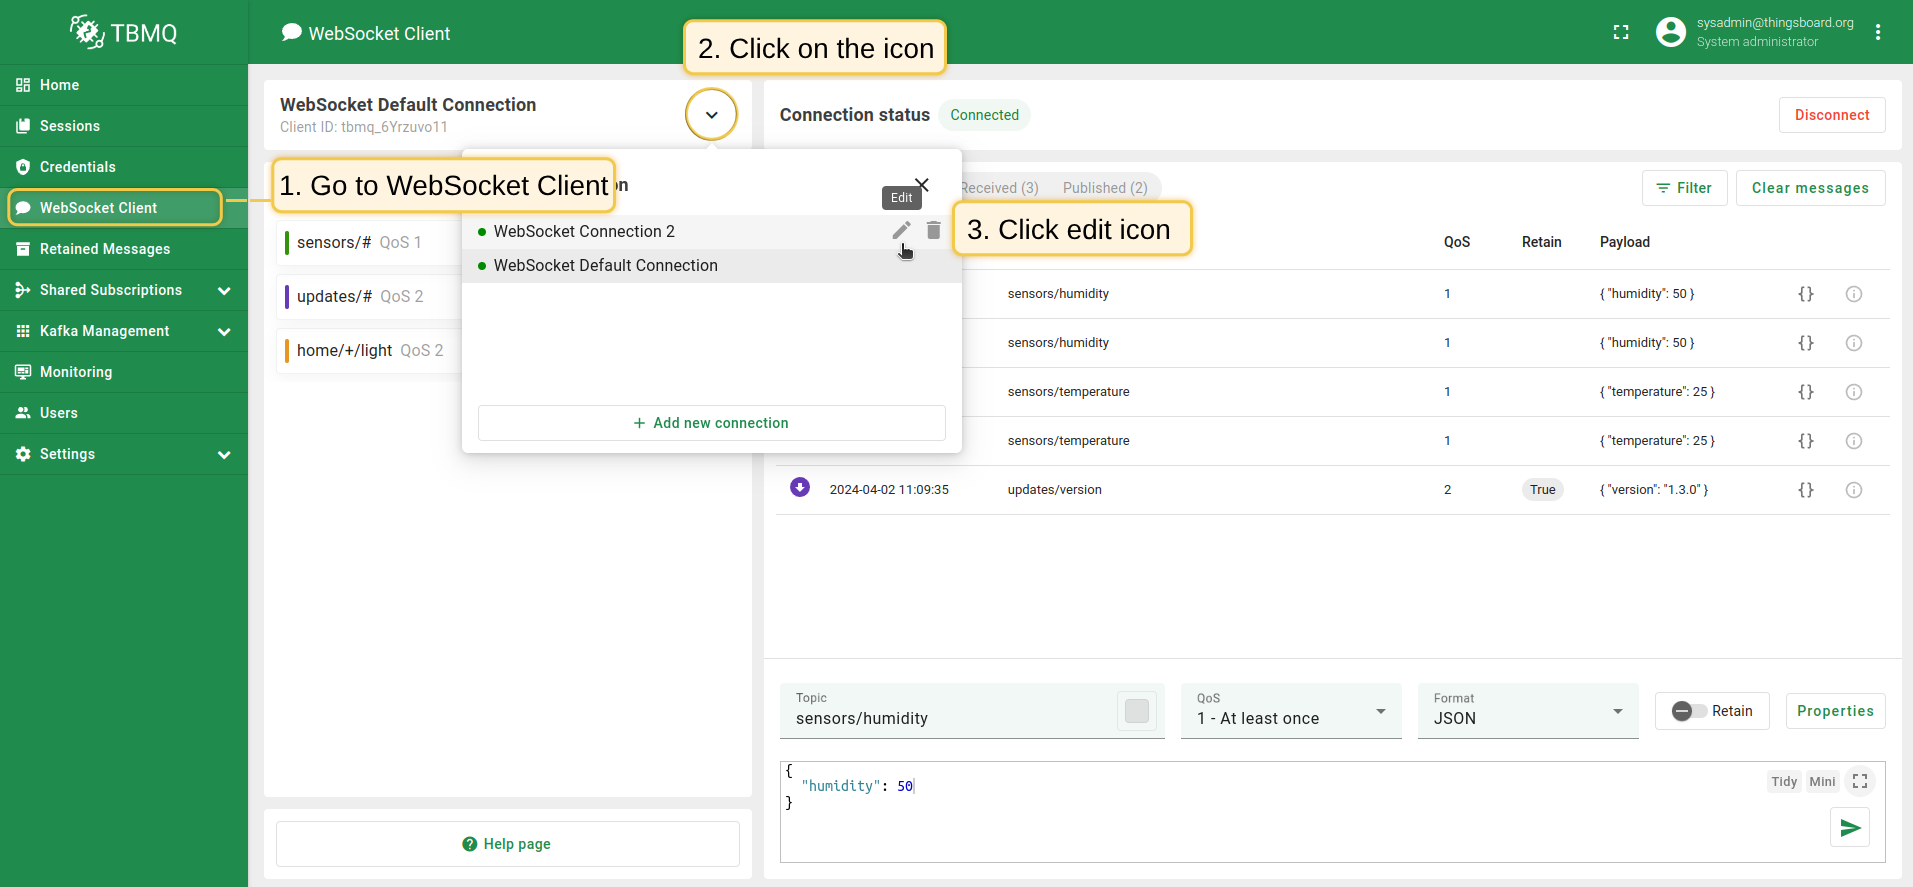 TBMQ
WebSocket Client
2. Click on the icon
sysadmin@thingsboard.org
System administrator
Home
Sessions
Credentials
WebSocket Client
Retained Messages
Shared Subscriptions
Kafka Management
Monitoring
Users
Settings
WebSocket Default Connection
Client ID: tbmq_6Yrzuvo11
Connection status
Connected
Disconnect
1. Go to WebSocket Client
Edit
Received (3)
Published (2)
Filter
Clear messages
sensors/# QoS 1
updates/# QoS 2
home/+/light QoS 2
WebSocket Connection 2
WebSocket Default Connection
Add new connection
3. Click edit icon
QoS Retain Payload
sensors/humidity 1 { "humidity": 50 } {}
sensors/humidity 1 { "humidity": 50 } {}
sensors/temperature 1 { "temperature": 25 } {}
sensors/temperature 1 { "temperature": 25 } {}
2024-04-02 11:09:35 updates/version 2 True { "version": "1.3.0" } {}
Topic
sensors/humidity
QoS
1 - At least once
Format
JSON
Retain
Properties
{
"humidity": 50
}
Tidy
Mini
Help page